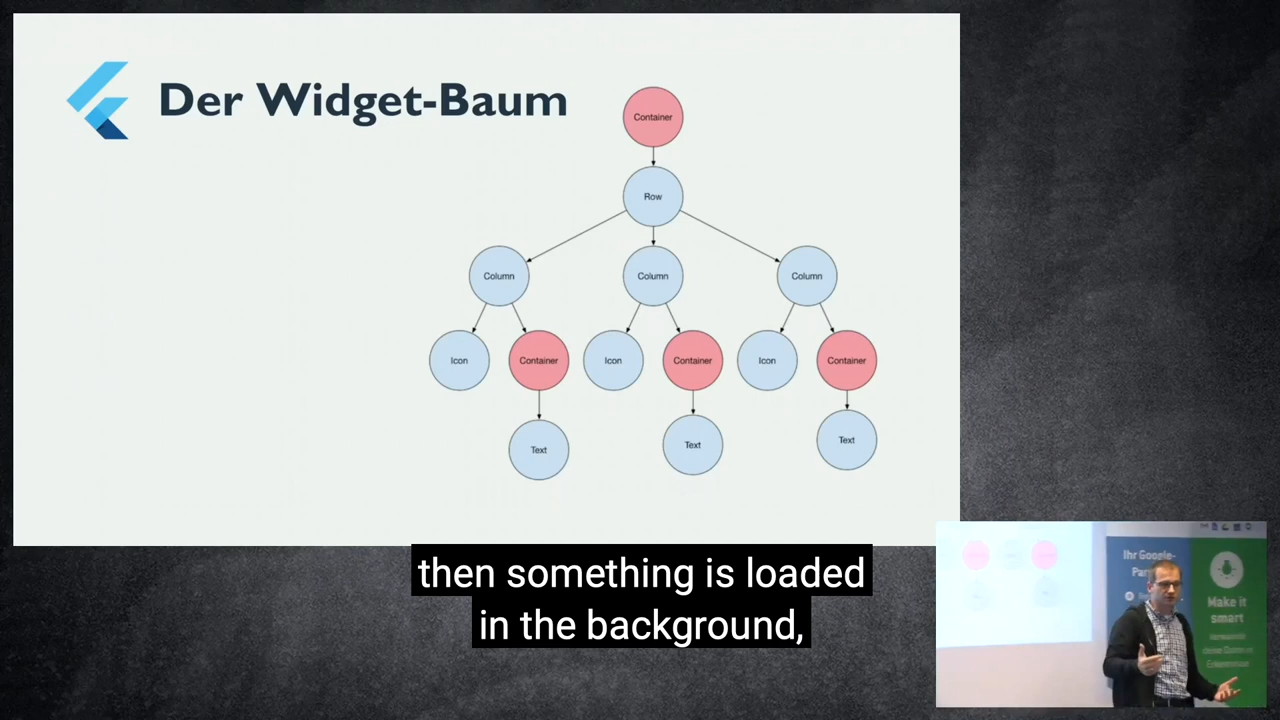 Der Widget-Baum
Container
Row
Column Column Column
Icon Container Icon Container Icon Container
Text Text Text
then something is loaded
in the background,
Ihr Google-
Make it
smart